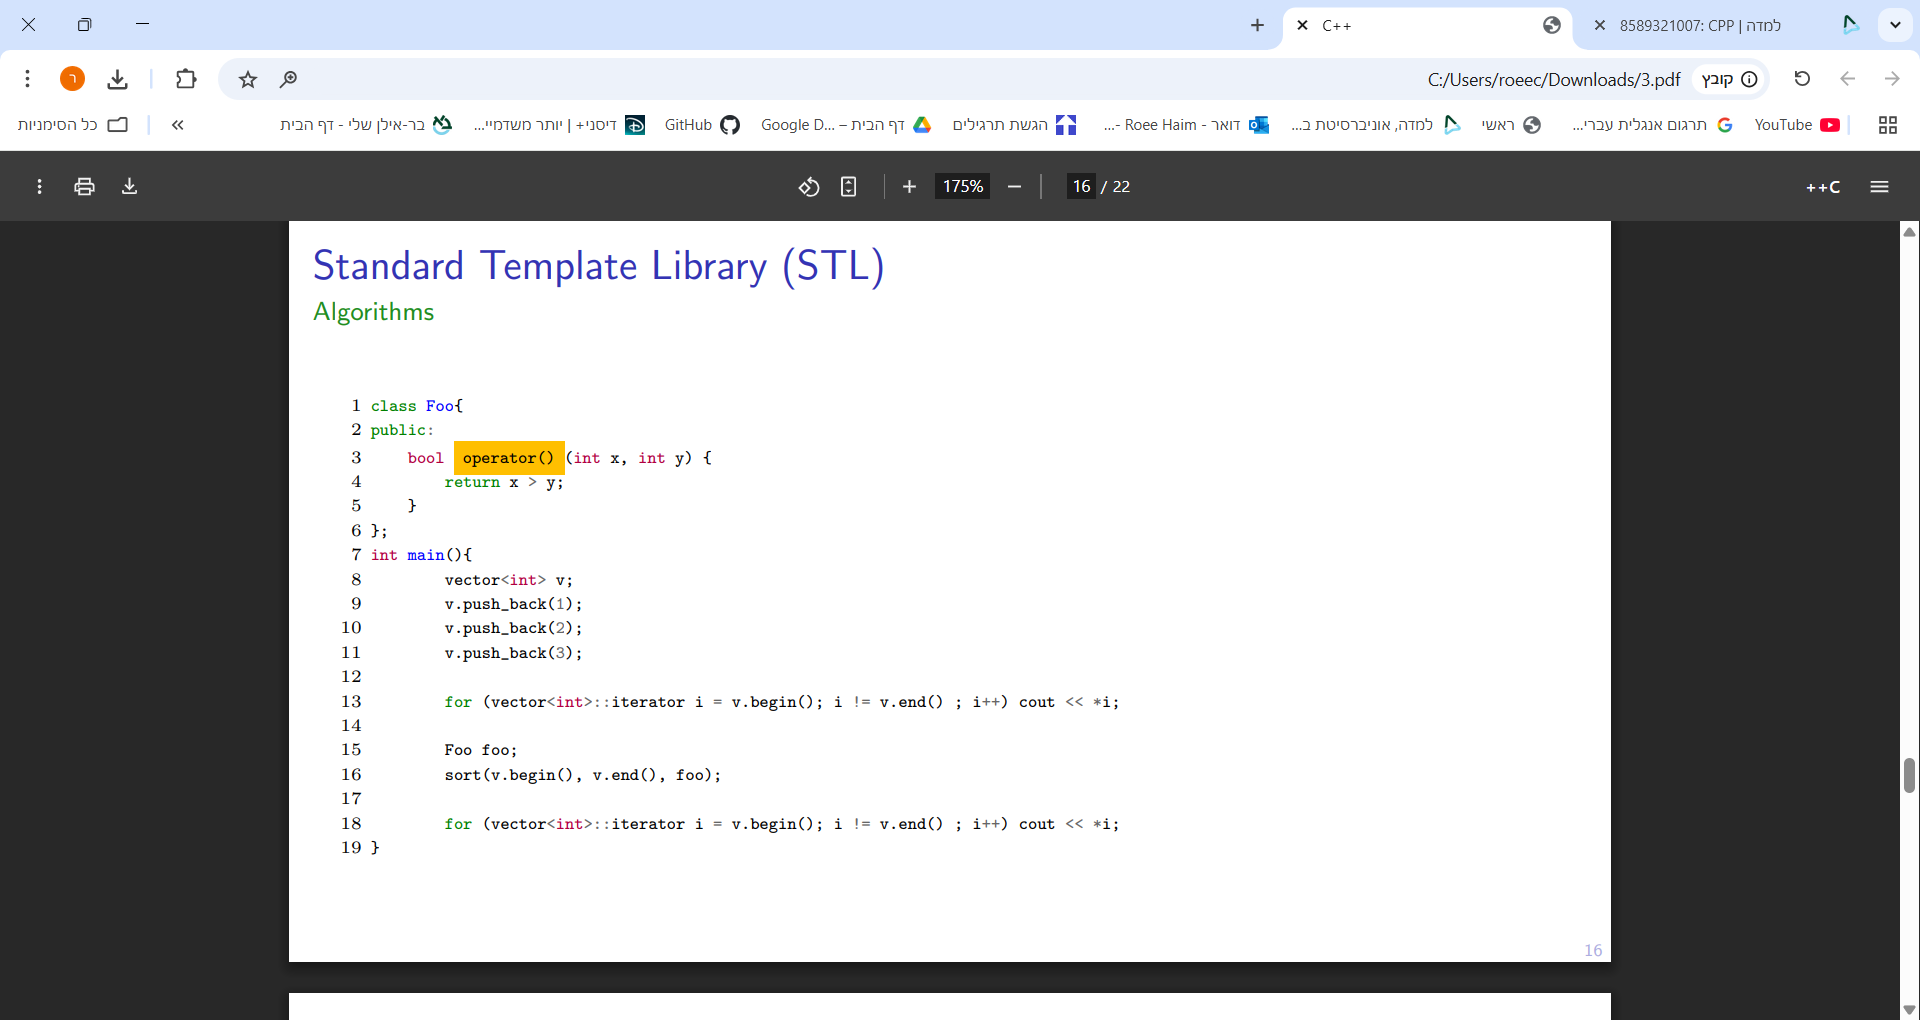 C++
למדה | CPP :8589321007
C:/Users/roeec/Downloads/3.pdf
קובץ
ר
YouTube
תרגום אנגלית עברי...
ראשי
למדה, אוניברסיטת ב...
דואר - Roee Haim -...
הגשת תרגילים
דף הבית – Google D...
GitHub
דיסני+ | יותר משדמיי...
בר-אילן שלי - דף הבית
«
כל הסימניות
C++
16 / 22
175%
Standard Template Library (STL)
Algorithms
1 class Foo{
2 public:
3 bool operator() (int x, int y) {
4 return x > y;
5 }
6 };
7 int main(){
8 vector<int> v;
9 v.push_back(1);
10 v.push_back(2);
11 v.push_back(3);
12
13 for (vector<int>::iterator i = v.begin(); i != v.end() ; i++) cout << *i;
14
15 Foo foo;
16 sort(v.begin(), v.end(), foo);
17
18 for (vector<int>::iterator i = v.begin(); i != v.end() ; i++) cout << *i;
19 }
16